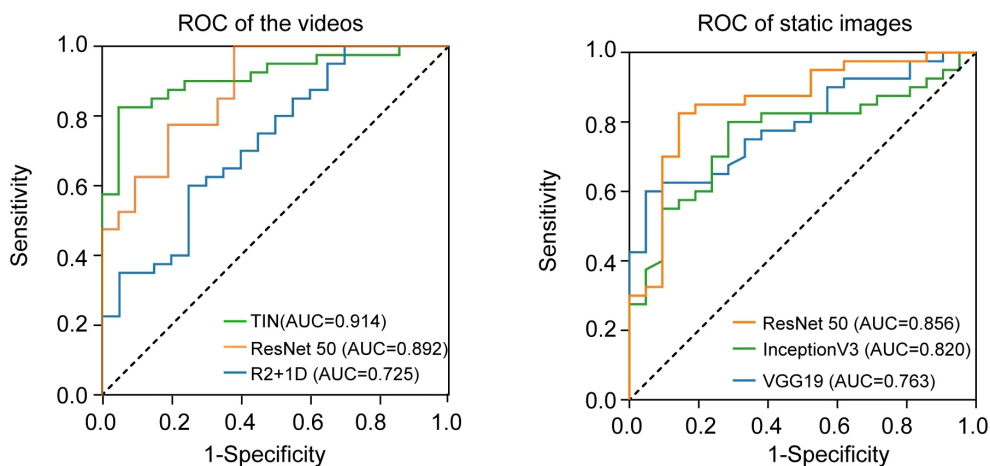 ROC of the videos
1.0
0.8
0.6
0.4
0.2
0.0
Sensitivity
TIN(AUC=0.914)
ResNet 50 (AUC=0.892)
R2+1D (AUC=0.725)
0.0 0.2 0.4 0.6 0.8 1.0
1-Specificity
ROC of static images
1.0
0.8
0.6
0.4
0.2
0.0
Sensitivity
ResNet 50 (AUC=0.856)
InceptionV3 (AUC=0.820)
VGG19 (AUC=0.763)
0.0 0.2 0.4 0.6 0.8 1.0
1-Specificity